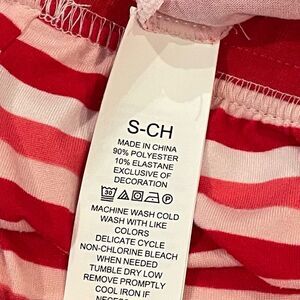 S-CH
MADE IN CHINA
90% POLYESTER
10% ELASTANE
EXCLUSIVE OF
DECORATION
30 P
MACHINE WASH COLD
WASH WITH LIKE
COLORS
DELICATE CYCLE
NON-CHLORINE BLEACH
WHEN NEEDED
TUMBLE DRY LOW
REMOVE PROMPTLY
COOL IRON IF